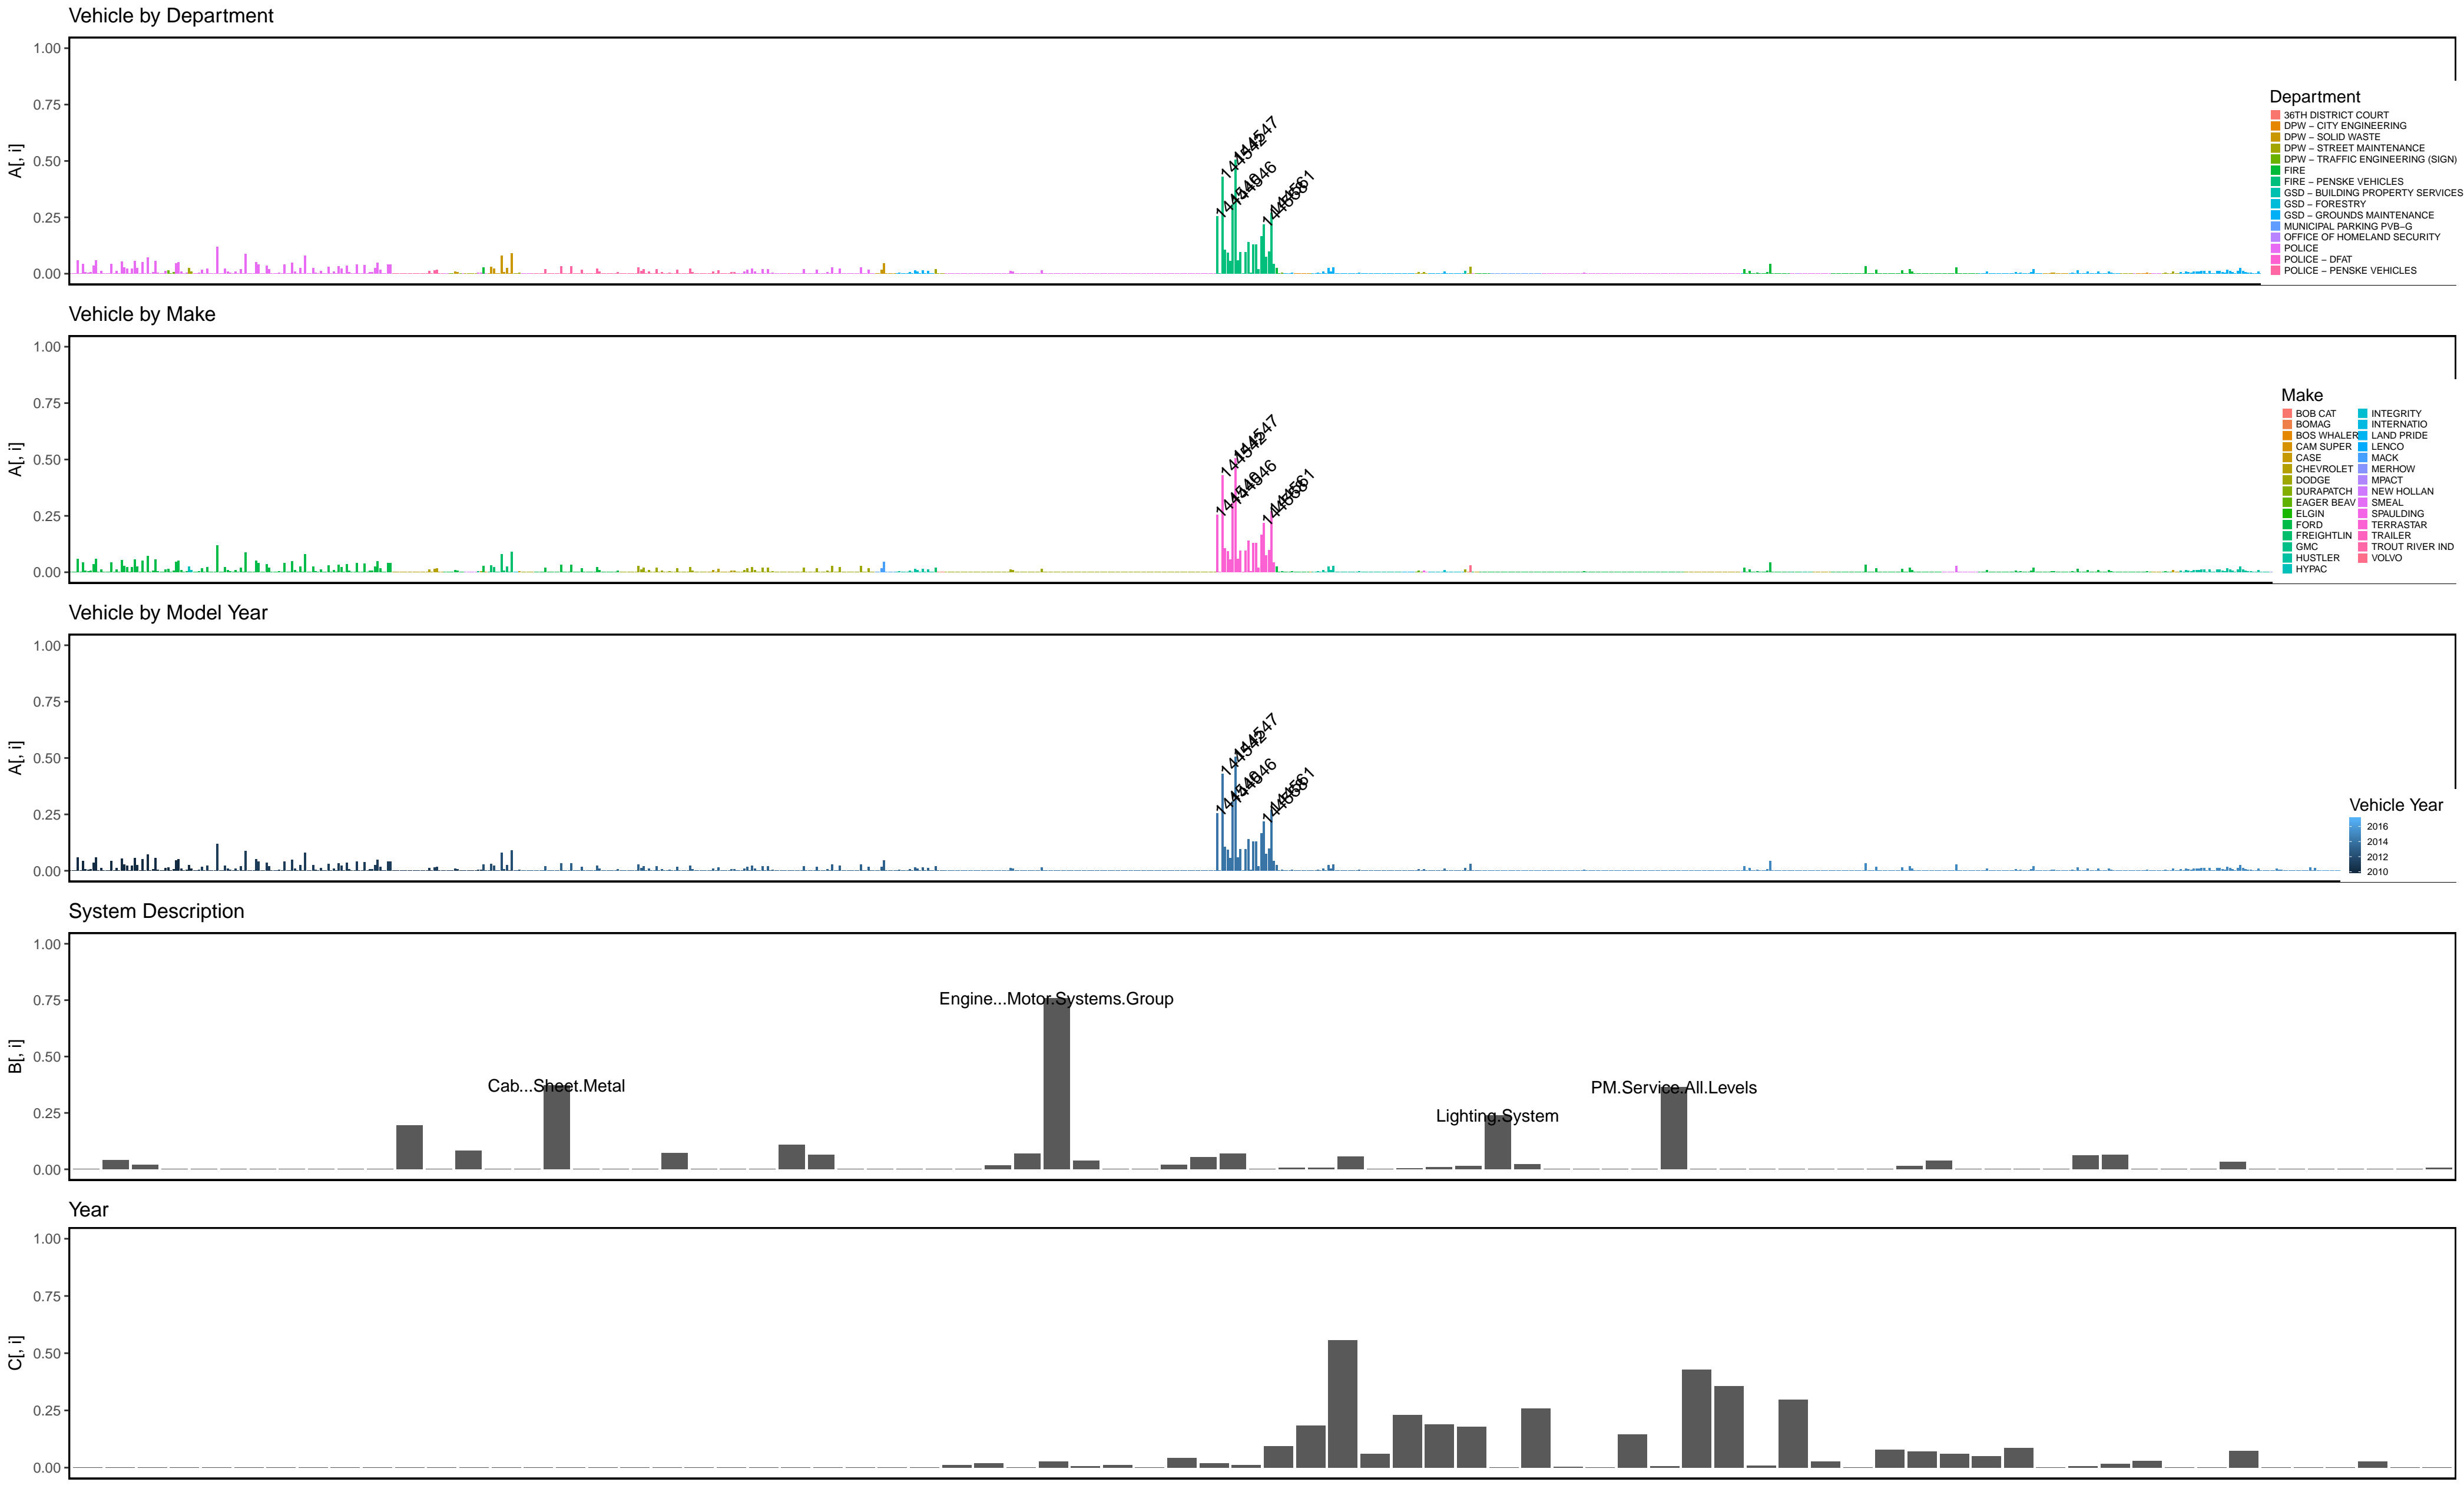 Vehicle by Department
A[, i]
1.00
0.75
0.50
0.25
0.00
Department
36TH DISTRICT COURT
DPW – CITY ENGINEERING
DPW – SOLID WASTE
DPW – STREET MAINTENANCE
DPW – TRAFFIC ENGINEERING (SIGN)
FIRE
FIRE – PENSKE VEHICLES
GSD – BUILDING PROPERTY SERVICES
GSD – FORESTRY
GSD – GROUNDS MAINTENANCE
MUNICIPAL PARKING PVB–G
OFFICE OF HOMELAND SECURITY
POLICE
POLICE – DFAT
POLICE – PENSKE VEHICLES
Vehicle by Make
A[, i]
1.00
0.75
0.50
0.25
0.00
Make
BOB CAT
BOMAG
BOS WHALER
CAM SUPER
CASE
CHEVROLET
DODGE
DURAPATCH
EAGER BEAV
ELGIN
FORD
FREIGHTLIN
GMC
HUSTLER
HYPAC
INTEGRITY
INTERNATIO
LAND PRIDE
LENCO
MACK
MERHOW
MPACT
NEW HOLLAN
SMEAL
SPAULDING
TERRASTAR
TRAILER
TROUT RIVER IND
VOLVO
Vehicle by Model Year
A[, i]
1.00
0.75
0.50
0.25
0.00
Vehicle Year
2016
2014
2012
2010
System Description
B[, i]
1.00
0.75
0.50
0.25
0.00
Cab...Sheet.Metal
Engine...Motor.Systems.Group
Lighting.System
PM.Service.All.Levels
Year
C[, i]
1.00
0.75
0.50
0.25
0.00